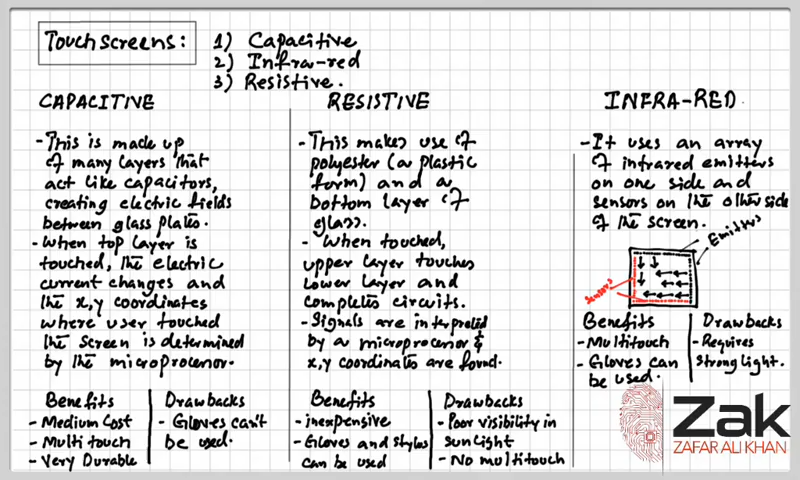 Touch screens:
1) Capacitive
2) Infra-red
3) Resistive.
CAPACITIVE
- This is made up
of many layers that
act like capacitors,
creating electric fields
between glass plates.
- When top layer is
touched, the electric
current changes and
the x,y coordinates
where user touched
the screen is determined
by the microprocessor.
Benefits
- Medium Cost
- Multi touch
- Very Durable
Drawbacks
- Gloves can't
be used.
RESISTIVE
- This makes use of
polyester (a plastic
form) and a
bottom layer of
glass.
- When touched,
upper layer touches
lower layer and
completes circuits.
- Signals are interpreted
by a microprocessor &
x,y coordinates are found.
Benefits
- inexpensive
- Gloves and stylus
can be used
Drawbacks
- Poor visibility in
sunlight
- No multitouch
INFRA-RED
- It uses an array
of infrared emitters
on one side and
sensors on the other side
of the screen.
Emitters
Sensors
Benefits
- Multitouch
- Gloves can
be used.
Drawbacks
- Requires
strong light.
Zak
ZAFAR ALI KHAN